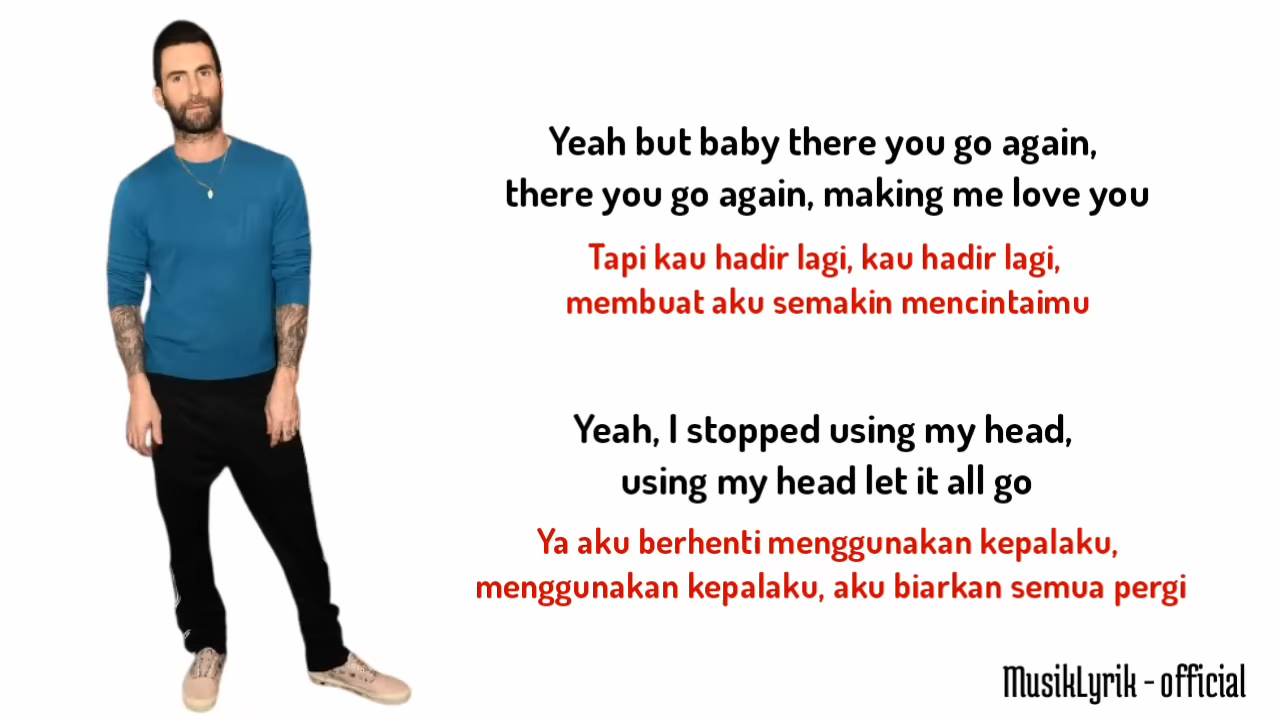 Yeah but baby there you go again,
there you go again, making me love you
Tapi kau hadir lagi, kau hadir lagi,
membuat aku semakin mencintaimu
Yeah, I stopped using my head,
using my head let it all go
Ya aku berhenti menggunakan kepalaku,
menggunakan kepalaku, aku biarkan semua pergi
MusikLyrik - official